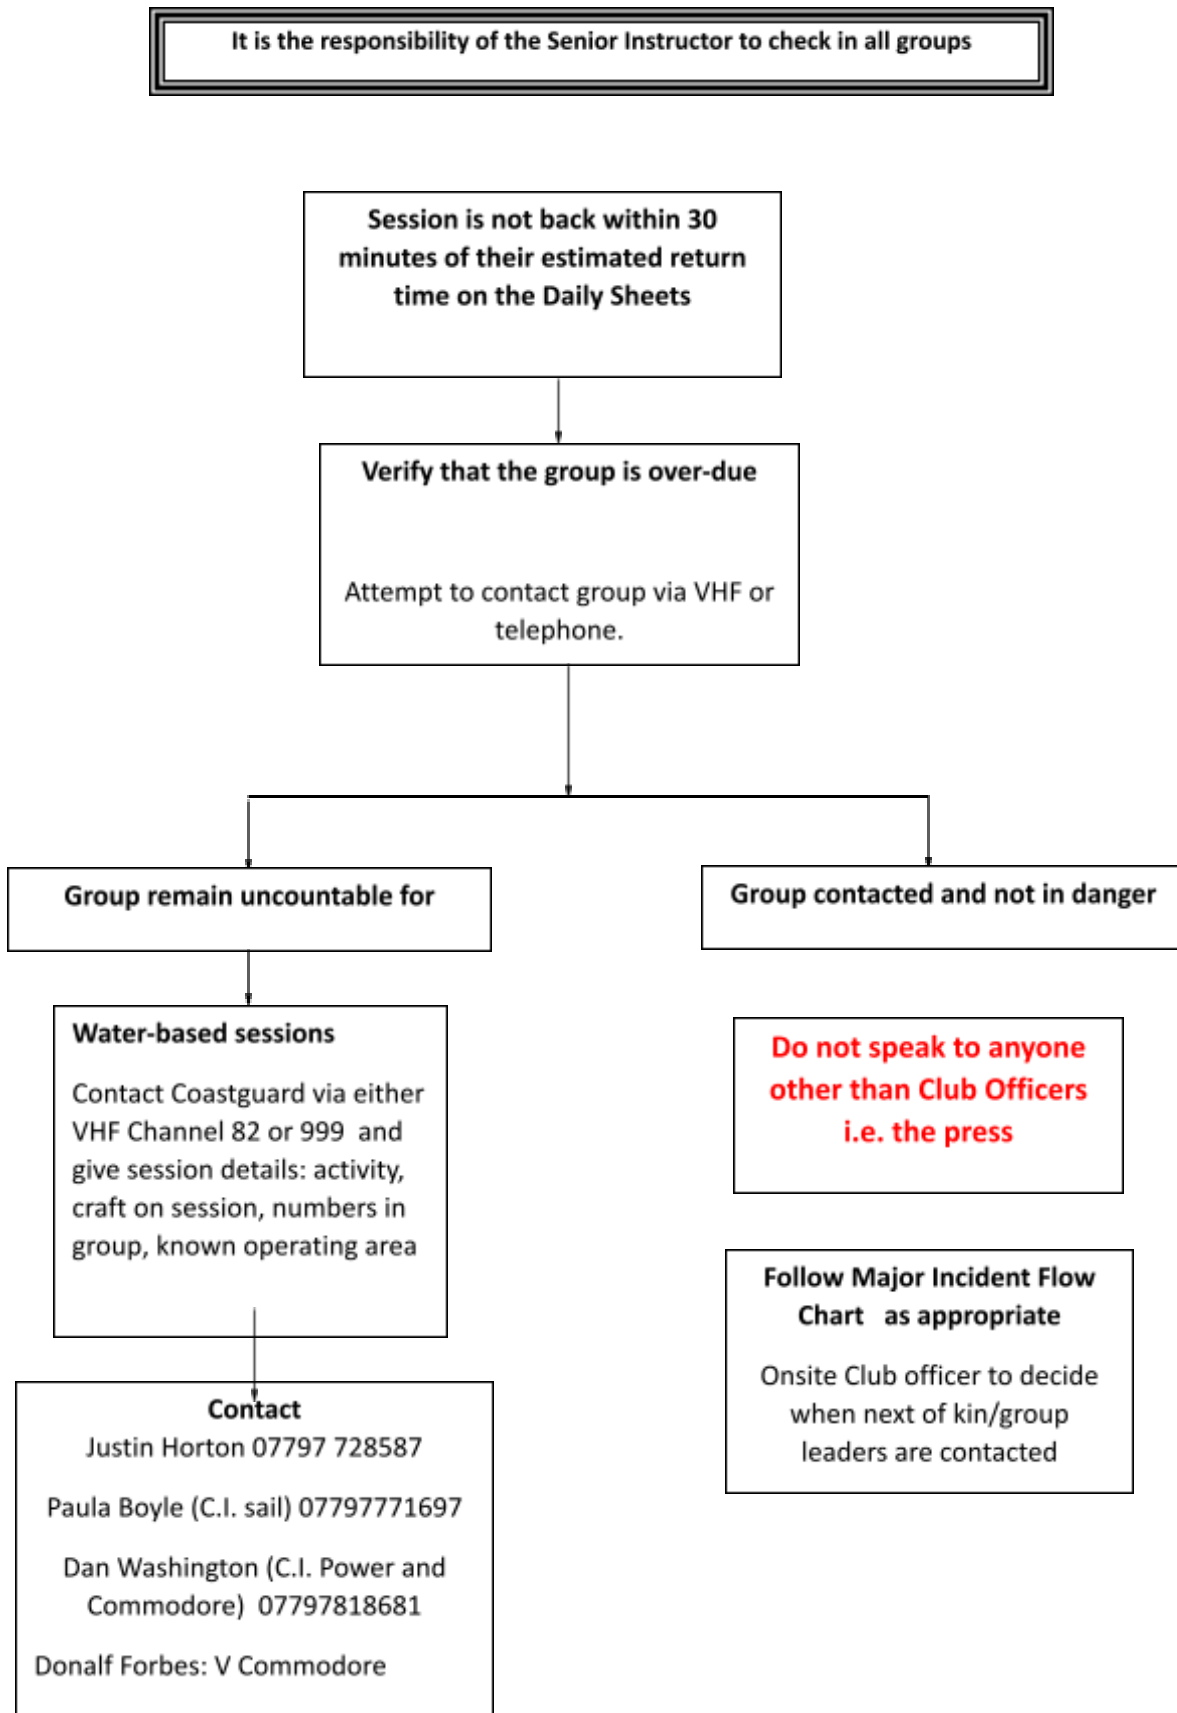 It is the responsibility of the Senior Instructor to check in all groups
Session is not back within 30
minutes of their estimated return
time on the Daily Sheets
Verify that the group is over-due
Attempt to contact group via VHF or
telephone.
Group remain uncountable for
Water-based sessions
Contact Coastguard via either
VHF Channel 82 or 999 and
give session details: activity,
craft on session, numbers in
group, known operating area
Contact
Justin Horton 07797 728587
Paula Boyle (C.I. sail) 07797771697
Dan Washington (C.I. Power and
Commodore) 07797818681
Donalf Forbes: V Commodore
Group contacted and not in danger
Do not speak to anyone
other than Club Officers
i.e. the press
Follow Major Incident Flow
Chart as appropriate
Onsite Club officer to decide
when next of kin/group
leaders are contacted